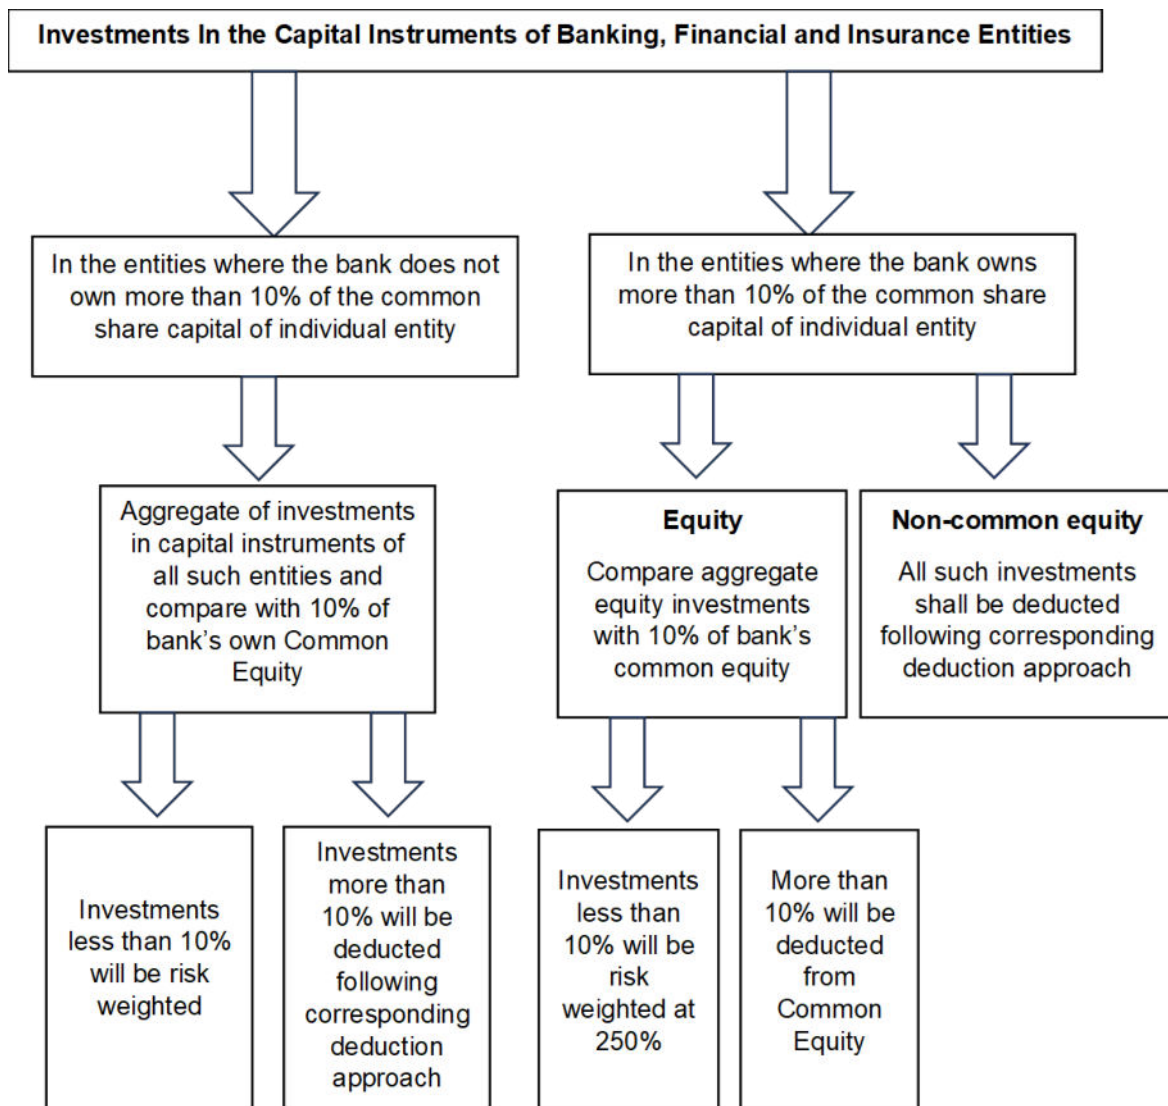 Investments In the Capital Instruments of Banking, Financial and Insurance Entities
In the entities where the bank does not
own more than 10% of the common
share capital of individual entity
In the entities where the bank owns
more than 10% of the common share
capital of individual entity
Aggregate of investments
in capital instruments of
all such entities and
compare with 10% of
bank’s own Common
Equity
Equity
Compare aggregate
equity investments
with 10% of bank’s
common equity
Non-common equity
All such investments
shall be deducted
following corresponding
deduction approach
Investments
less than 10%
will be risk
weighted
Investments
more than
10% will be
deducted
following
corresponding
deduction
approach
Investments
less than
10% will be
risk
weighted at
250%
More than
10% will be
deducted
from
Common
Equity